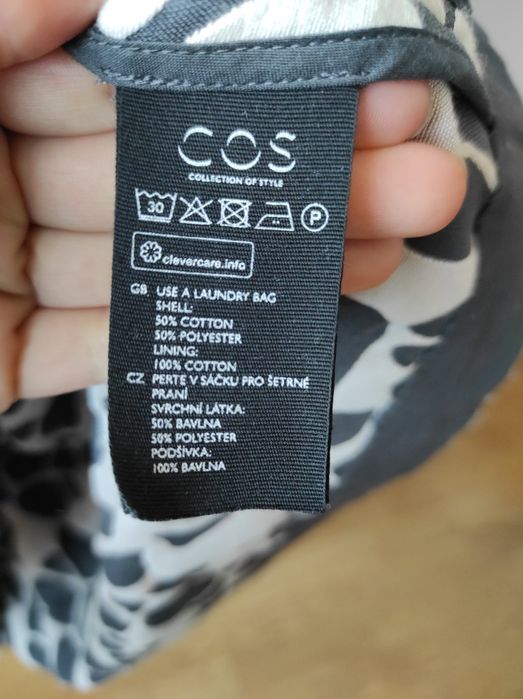 COS
COLLECTION OF STYLE
30 P
clevercare.info
GB USE A LAUNDRY BAG
SHELL:
50% COTTON
50% POLYESTER
LINING:
100% COTTON
CZ PERTE V SÁČKU PRO ŠETRNÉ
PRANÍ
SVRCHNÍ LÁTKA:
50% BAVLNA
50% POLYESTER
PODŠÍVKA:
100% BAVLNA